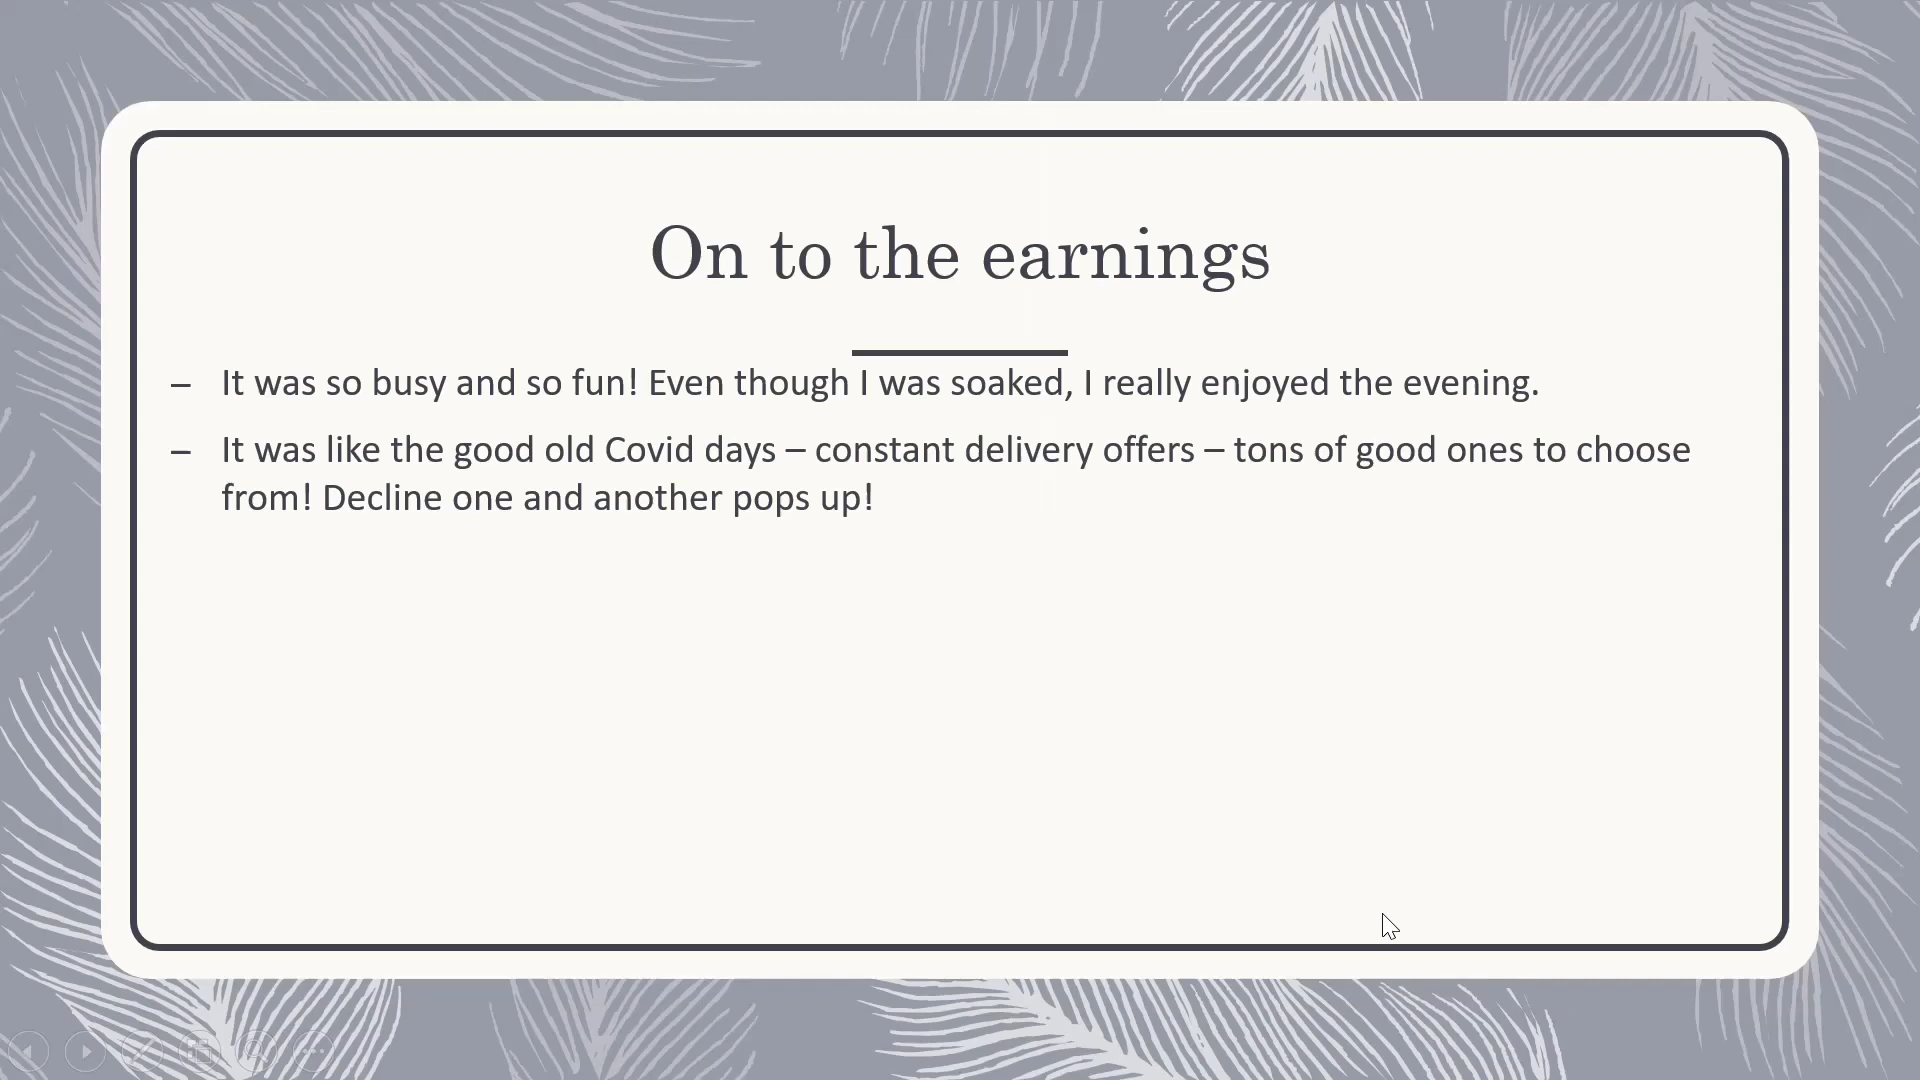 On to the earnings
– It was so busy and so fun! Even though I was soaked, I really enjoyed the evening.
– It was like the good old Covid days – constant delivery offers – tons of good ones to choose
from! Decline one and another pops up!